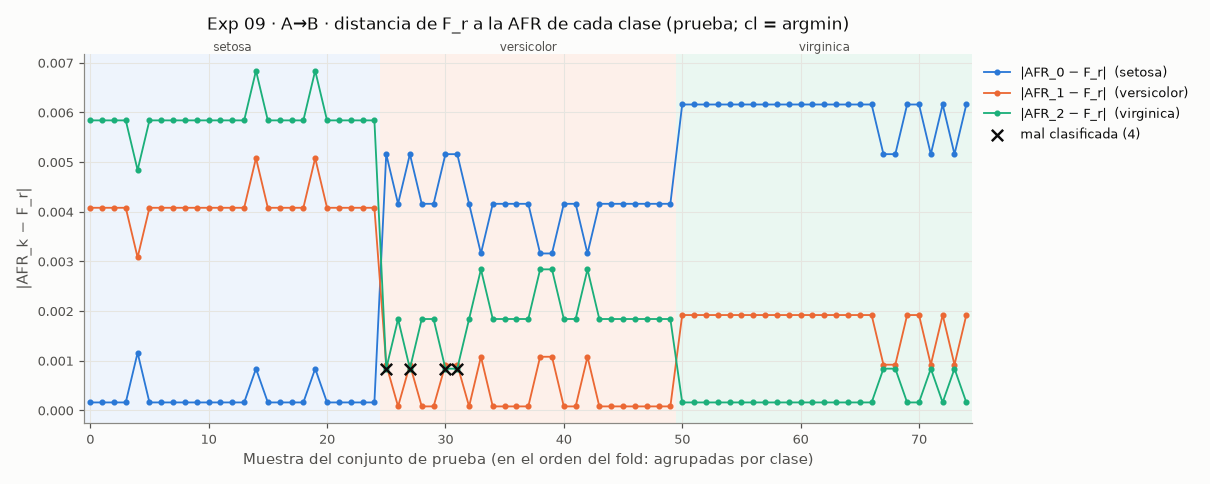 Exp 09 · A→B · distancia de F_r a la AFR de cada clase (prueba; cl = argmin)
setosa versicolor virginica
|AFR_k − F_r|
0.007
0.006
0.005
0.004
0.003
0.002
0.001
0.000
0 10 20 30 40 50 60 70
Muestra del conjunto de prueba (en el orden del fold: agrupadas por clase)
|AFR_0 − F_r| (setosa)
|AFR_1 − F_r| (versicolor)
|AFR_2 − F_r| (virginica)
mal clasificada (4)